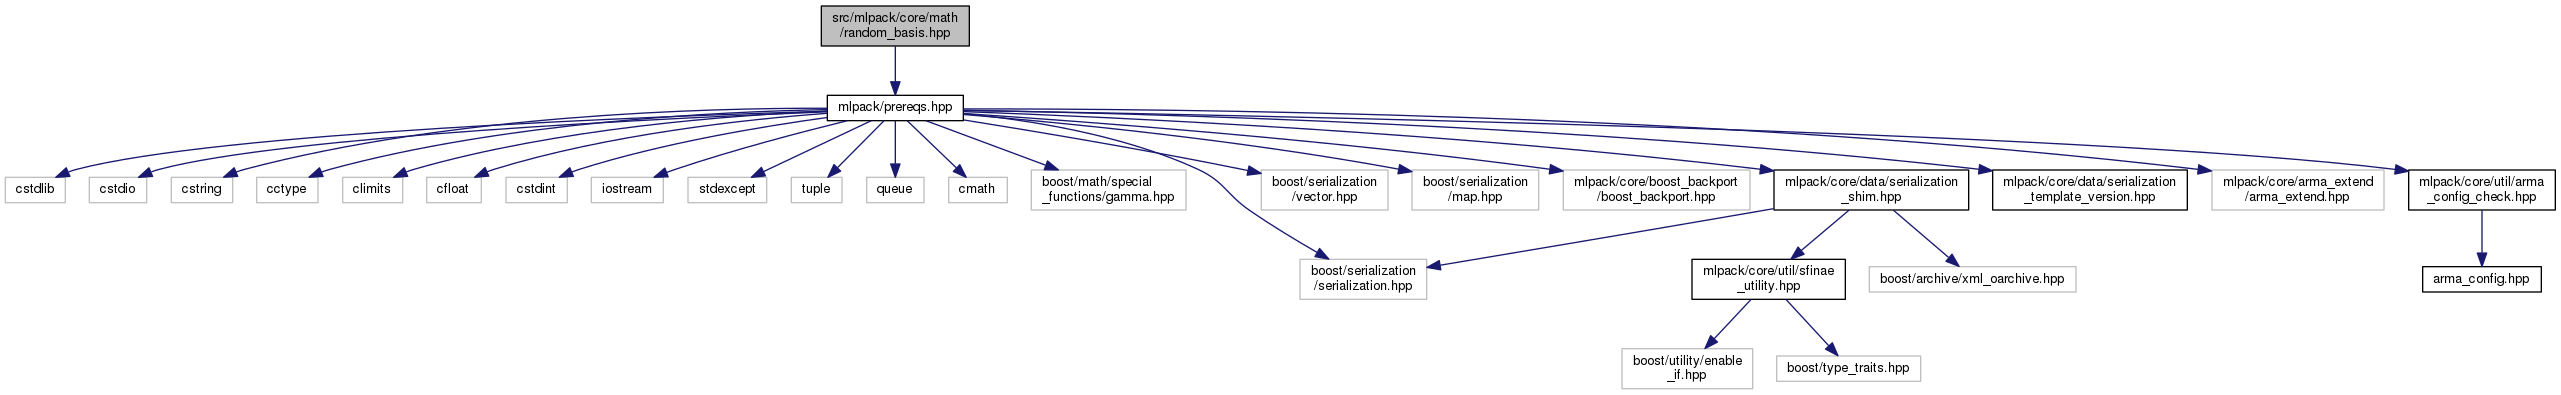 src/mlpack/core/math
/random_basis.hpp
mlpack/prereqs.hpp
cstdlib
cstdio
cstring
cctype
climits
cfloat
cstdint
iostream
stdexcept
tuple
queue
cmath
boost/math/special
_functions/gamma.hpp
boost/serialization
/vector.hpp
boost/serialization
/map.hpp
mlpack/core/boost_backport
/boost_backport.hpp
mlpack/core/data/serialization
_shim.hpp
mlpack/core/data/serialization
_template_version.hpp
mlpack/core/arma_extend
/arma_extend.hpp
mlpack/core/util/arma
_config_check.hpp
boost/serialization
/serialization.hpp
mlpack/core/util/sfinae
_utility.hpp
boost/archive/xml_oarchive.hpp
arma_config.hpp
boost/utility/enable
_if.hpp
boost/type_traits.hpp